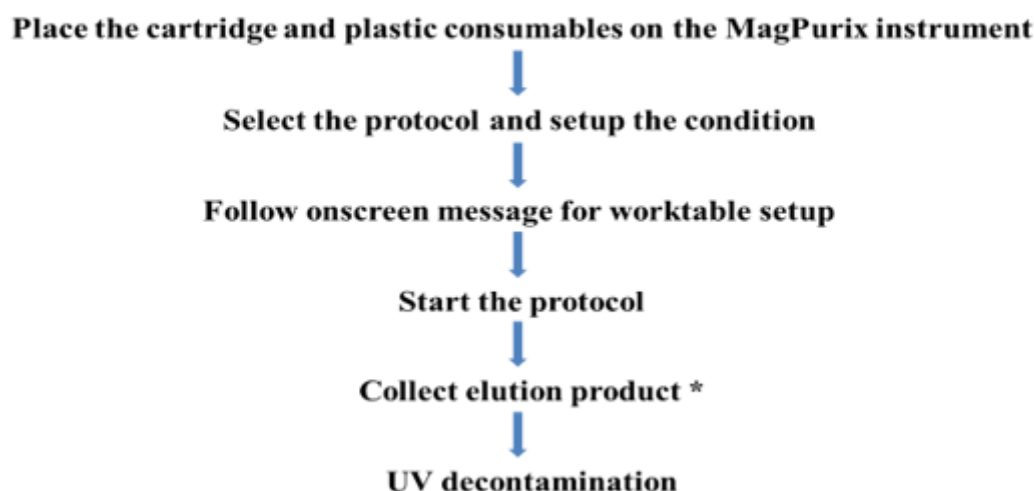 Place the cartridge and plastic consumables on the MagPurix instrument
Select the protocol and setup the condition
Follow onscreen message for worktable setup
Start the protocol
Collect elution product *
UV decontamination